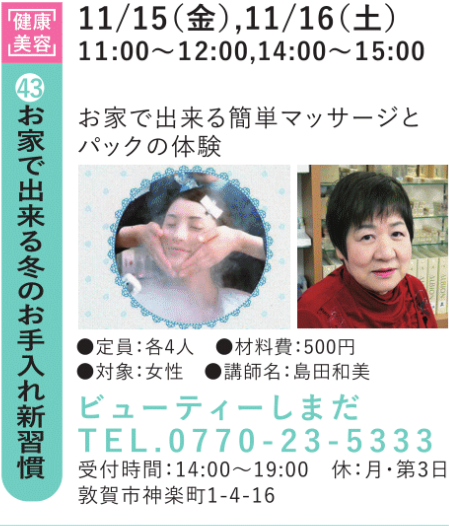 健康
美容
43
お家で出来る冬のお手入れ新習慣
11/15(金),11/16(土)
11:00〜12:00,14:00〜15:00
お家で出来る簡単マッサージと
パックの体験
●定員:各4人 ●材料費:500円
●対象:女性 ●講師名:島田和美
ビューティーしまだ
TEL.0770-23-5333
受付時間:14:00〜19:00 休:月・第3日
敦賀市神楽町1-4-16
ALBION